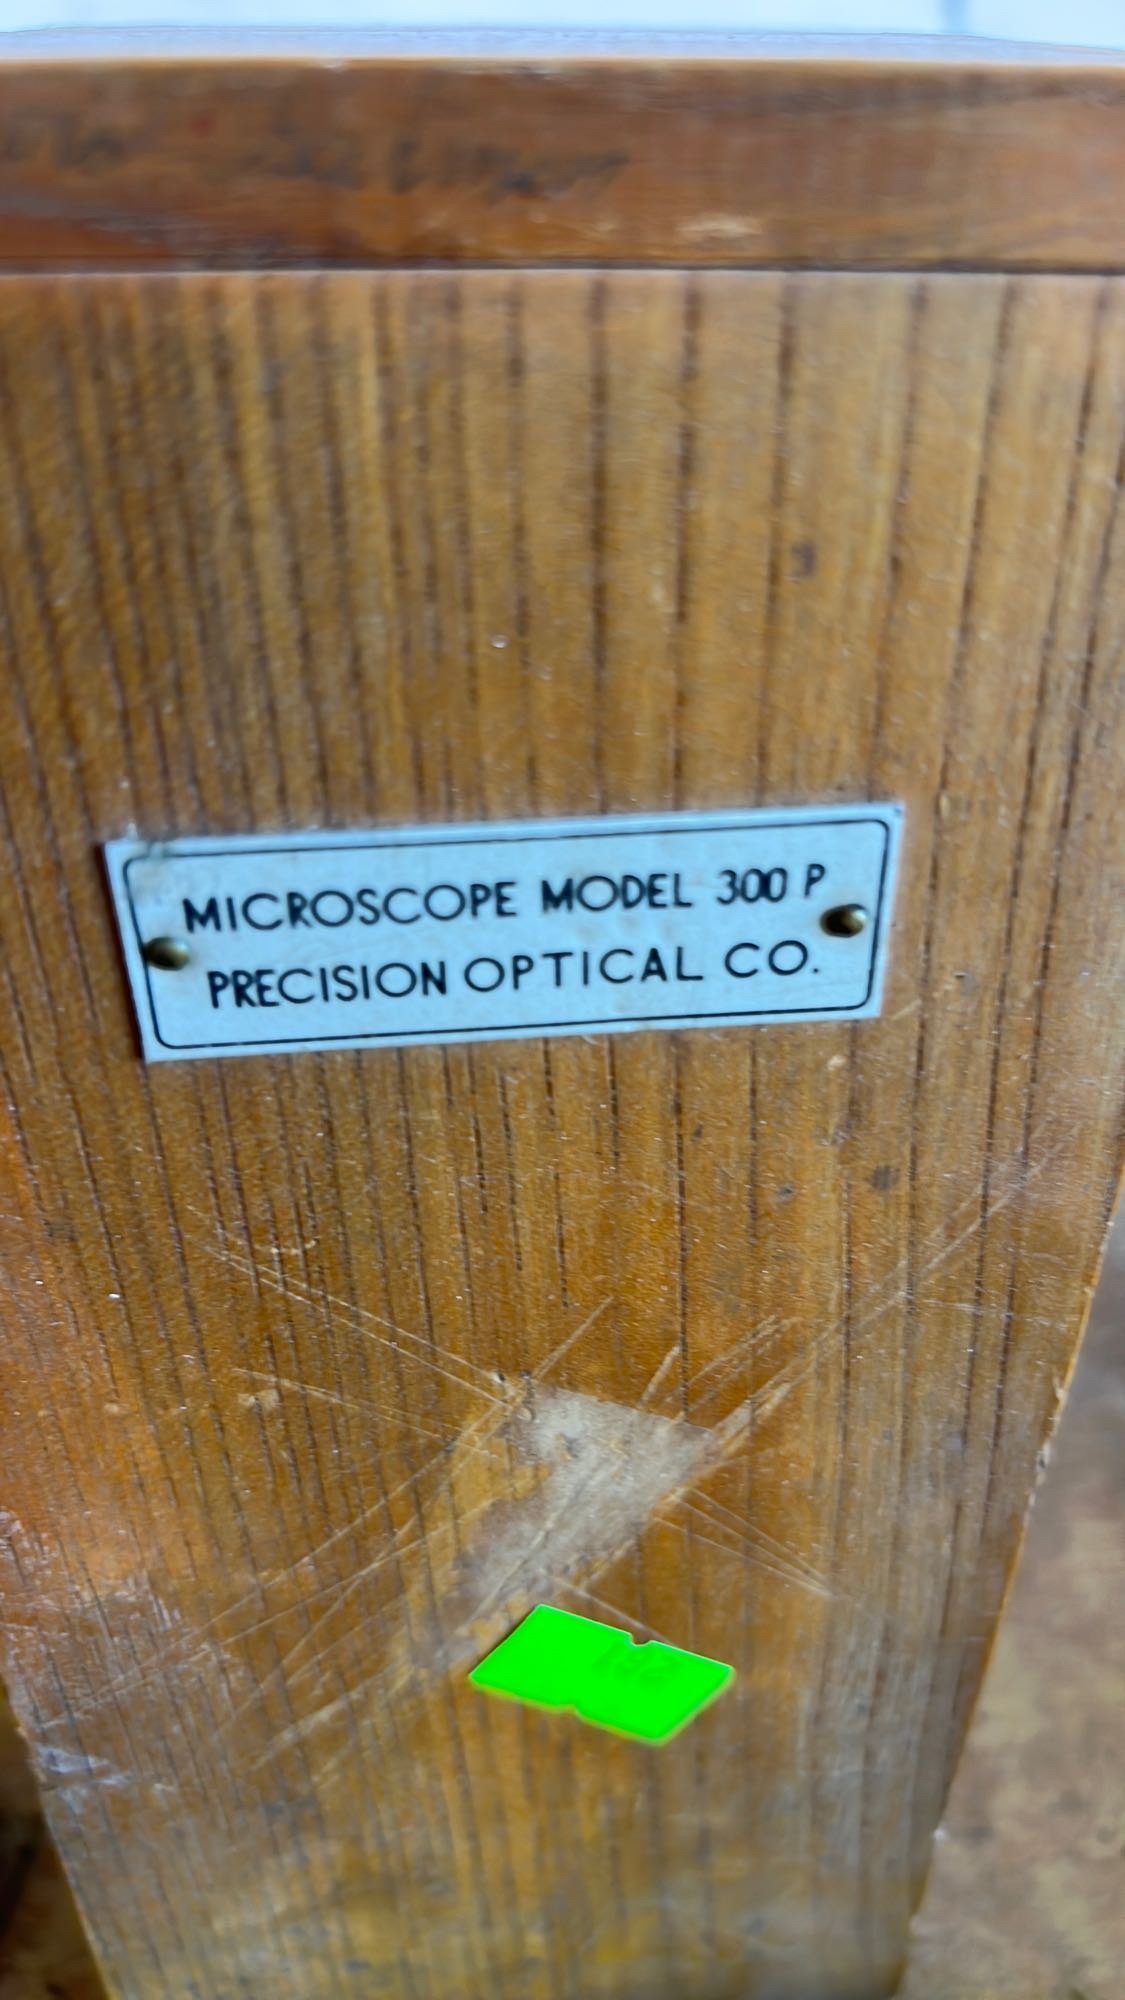 MICROSCOPE MODEL 300 P
PRECISION OPTICAL CO.